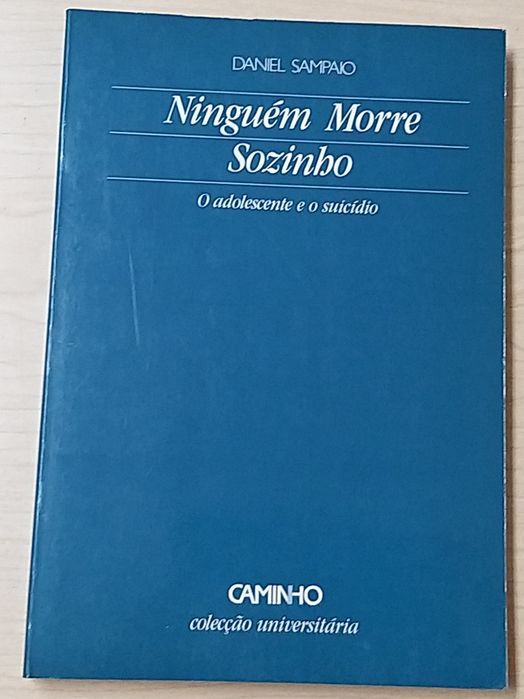 DANIEL SAMPAIO
Ninguém Morre
Sozinho
O adolescente e o suicídio
CAMINHO
colecção universitária